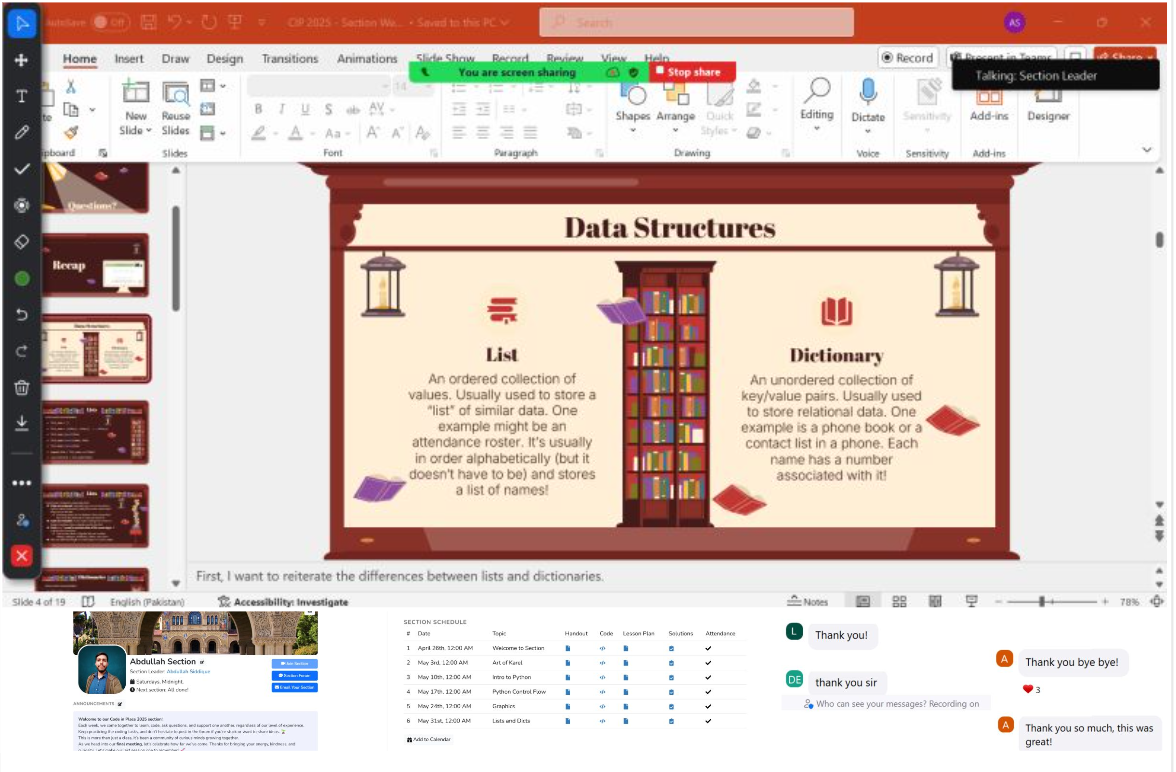 AutoSave Off CIP 2025 - Section We... • Saved to this PC Search AS
Home Insert Draw Design Transitions Animations Slide Show Record Review View Help Record Present in Teams Share
You are screen sharing Stop share
Talking: Section Leader
14
New Slide
Reuse Slides
B I U S ab AV
Aa A A
Shapes Arrange Quick Styles
Editing
Dictate
Sensitivity
Add-ins
Designer
Slides Font Paragraph Drawing Voice Sensitivity Add-ins
Questions?
Recap
Data Structures
List
An ordered collection of
values. Usually used to store a
"list" of similar data. One
example might be an
attendance roster. It's usually
in order alphabetically (but it
doesn't have to be) and stores
a list of names!
Dictionary
An unordered collection of
key/value pairs. Usually used
to store relational data. One
example is a phone book or a
contact list in a phone. Each
name has a number
associated with it!
First, I want to reiterate the differences between lists and dictionaries.
Slide 4 of 19 English (Pakistan) Accessibility: Investigate Notes 78%
Abdullah Section
Section Leader: Abdullah Siddique
Saturdays, Midnight
Next section: All done!
Join Section
Section Forum
Email Your Section
ANNOUNCEMENTS
Welcome to our Code in Place 2025 section!
SECTION SCHEDULE
# Date Topic Handout Code Lesson Plan Solutions Attendance
1 April 26th, 12:00 AM Welcome to Section
2 May 3rd, 12:00 AM Art of Karel
3 May 10th, 12:00 AM Intro to Python
4 May 17th, 12:00 AM Python Control Flow
5 May 24th, 12:00 AM Graphics
6 May 31st, 12:00 AM Lists and Dicts
Add to Calendar
L Thank you!
DE thank you sir
Who can see your messages? Recording on
A Thank you bye bye!
3
A Thank you so much, this was
great!